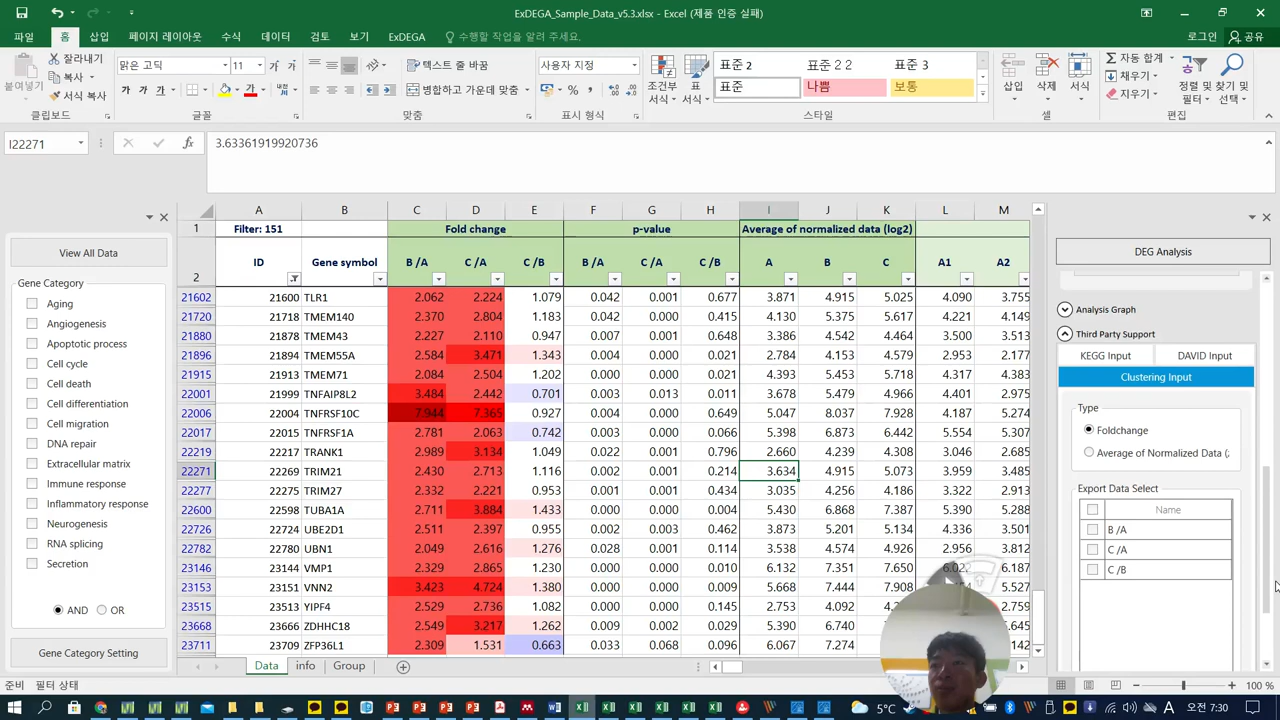 ExDEGA_Sample_Data_v5.3.xlsx - Excel (제품 인증 실패)
파일 홈 삽입 페이지 레이아웃 수식 데이터 검토 보기 ExDEGA 수행할 작업을 알려 주세요. 로그인 공유
붙여넣기 잘라내기 복사 서식 복사 클립보드
맑은 고딕 11 가 가 가 가 가 가 글꼴
텍스트 줄 바꿈 병합하고 가운데 맞춤 맞춤
사용자 지정 % 표시 형식
조건부 서식 표 서식 표준 2 표준 2 2 표준 3
표준 나쁨 보통 스타일
삽입 삭제 서식 셀
자동 합계 채우기 지우기 정렬 및 필터 찾기 및 선택 편집
I22271 fx 3.63361919920736
View All Data
Gene Category
Aging
Angiogenesis
Apoptotic process
Cell cycle
Cell death
Cell differentiation
Cell migration
DNA repair
Extracellular matrix
Immune response
Inflammatory response
Neurogenesis
RNA splicing
Secretion
AND OR
Gene Category Setting
A B C D E F G H I J K L M
1 Filter: 151 Fold change p-value Average of normalized data (log2)
2 ID Gene symbol B /A C /A C /B B /A C /A C /B A B C A1 A2
21602 21600 TLR1 2.062 2.224 1.079 0.042 0.001 0.677 3.871 4.915 5.025 4.090 3.755
21720 21718 TMEM140 2.370 2.804 1.183 0.042 0.000 0.415 4.130 5.375 5.617 4.221 4.149
21880 21878 TMEM43 2.227 2.110 0.947 0.007 0.001 0.648 3.386 4.542 4.464 3.500 3.513
21896 21894 TMEM55A 2.584 3.471 1.343 0.004 0.000 0.021 2.784 4.153 4.579 2.953 2.177
21915 21913 TMEM71 2.084 2.504 1.202 0.000 0.000 0.021 4.393 5.453 5.718 4.317 4.383
22001 21999 TNFAIP8L2 3.484 2.442 0.701 0.003 0.013 0.011 3.678 5.479 4.966 4.401 2.975
22006 22004 TNFRSF10C 7.944 7.365 0.927 0.004 0.000 0.649 5.047 8.037 7.928 4.187 5.274
22017 22015 TNFRSF1A 2.781 2.063 0.742 0.003 0.000 0.066 5.398 6.873 6.442 5.554 5.307
22219 22217 TRANK1 2.989 3.134 1.049 0.022 0.001 0.796 2.660 4.239 4.308 3.046 2.685
22271 22269 TRIM21 2.430 2.713 1.116 0.002 0.001 0.214 3.634 4.915 5.073 3.959 3.485
22277 22275 TRIM27 2.332 2.221 0.953 0.001 0.001 0.434 3.035 4.256 4.186 3.322 2.913
22600 22598 TUBA1A 2.711 3.884 1.433 0.004 0.000 0.005 5.430 6.868 7.387 5.390 5.054
22726 22724 UBE2D1 2.511 2.397 0.955 0.002 0.003 0.462 3.873 5.201 5.134 4.336 3.501
22782 22780 UBN1 2.049 2.616 1.276 0.028 0.001 0.114 3.538 4.574 4.926 2.956 3.812
23146 23144 VMP1 2.329 2.865 1.230 0.000 0.000 0.010 6.132 7.351 7.650 6.187
23153 23151 VNN2 3.423 4.724 1.380 0.000 0.000 0.009 5.668 7.444 7.908 5.527
23515 23513 YIPF4 2.529 2.736 1.082 0.000 0.000 0.145 2.753 4.092 2.759
23668 23666 ZDHHC18 2.549 3.217 1.262 0.009 0.002 0.029 5.390 6.740
23711 23709 ZFP36L1 2.309 1.531 0.663 0.033 0.068 0.096 6.067 7.274
DEG Analysis
Analysis Graph
Third Party Support
KEGG Input DAVID Input
Clustering Input
Type
Foldchange
Average of Normalized Data (
Export Data Select
Name
B /A
C /A
C /B
Data info Group
준비 필터 상태 100 %
5°C A 오전 7:30